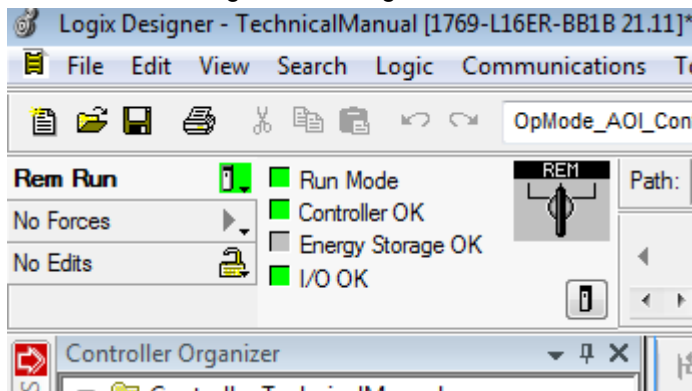 Logix Designer - TechnicalManual [1769-L16ER-BB1B 21.11]*
File Edit View Search Logic Communications
OpMode_AOI_Con
Rem Run
No Forces
No Edits
Run Mode
Controller OK
Energy Storage OK
I/O OK
REM
Path:
Controller Organizer